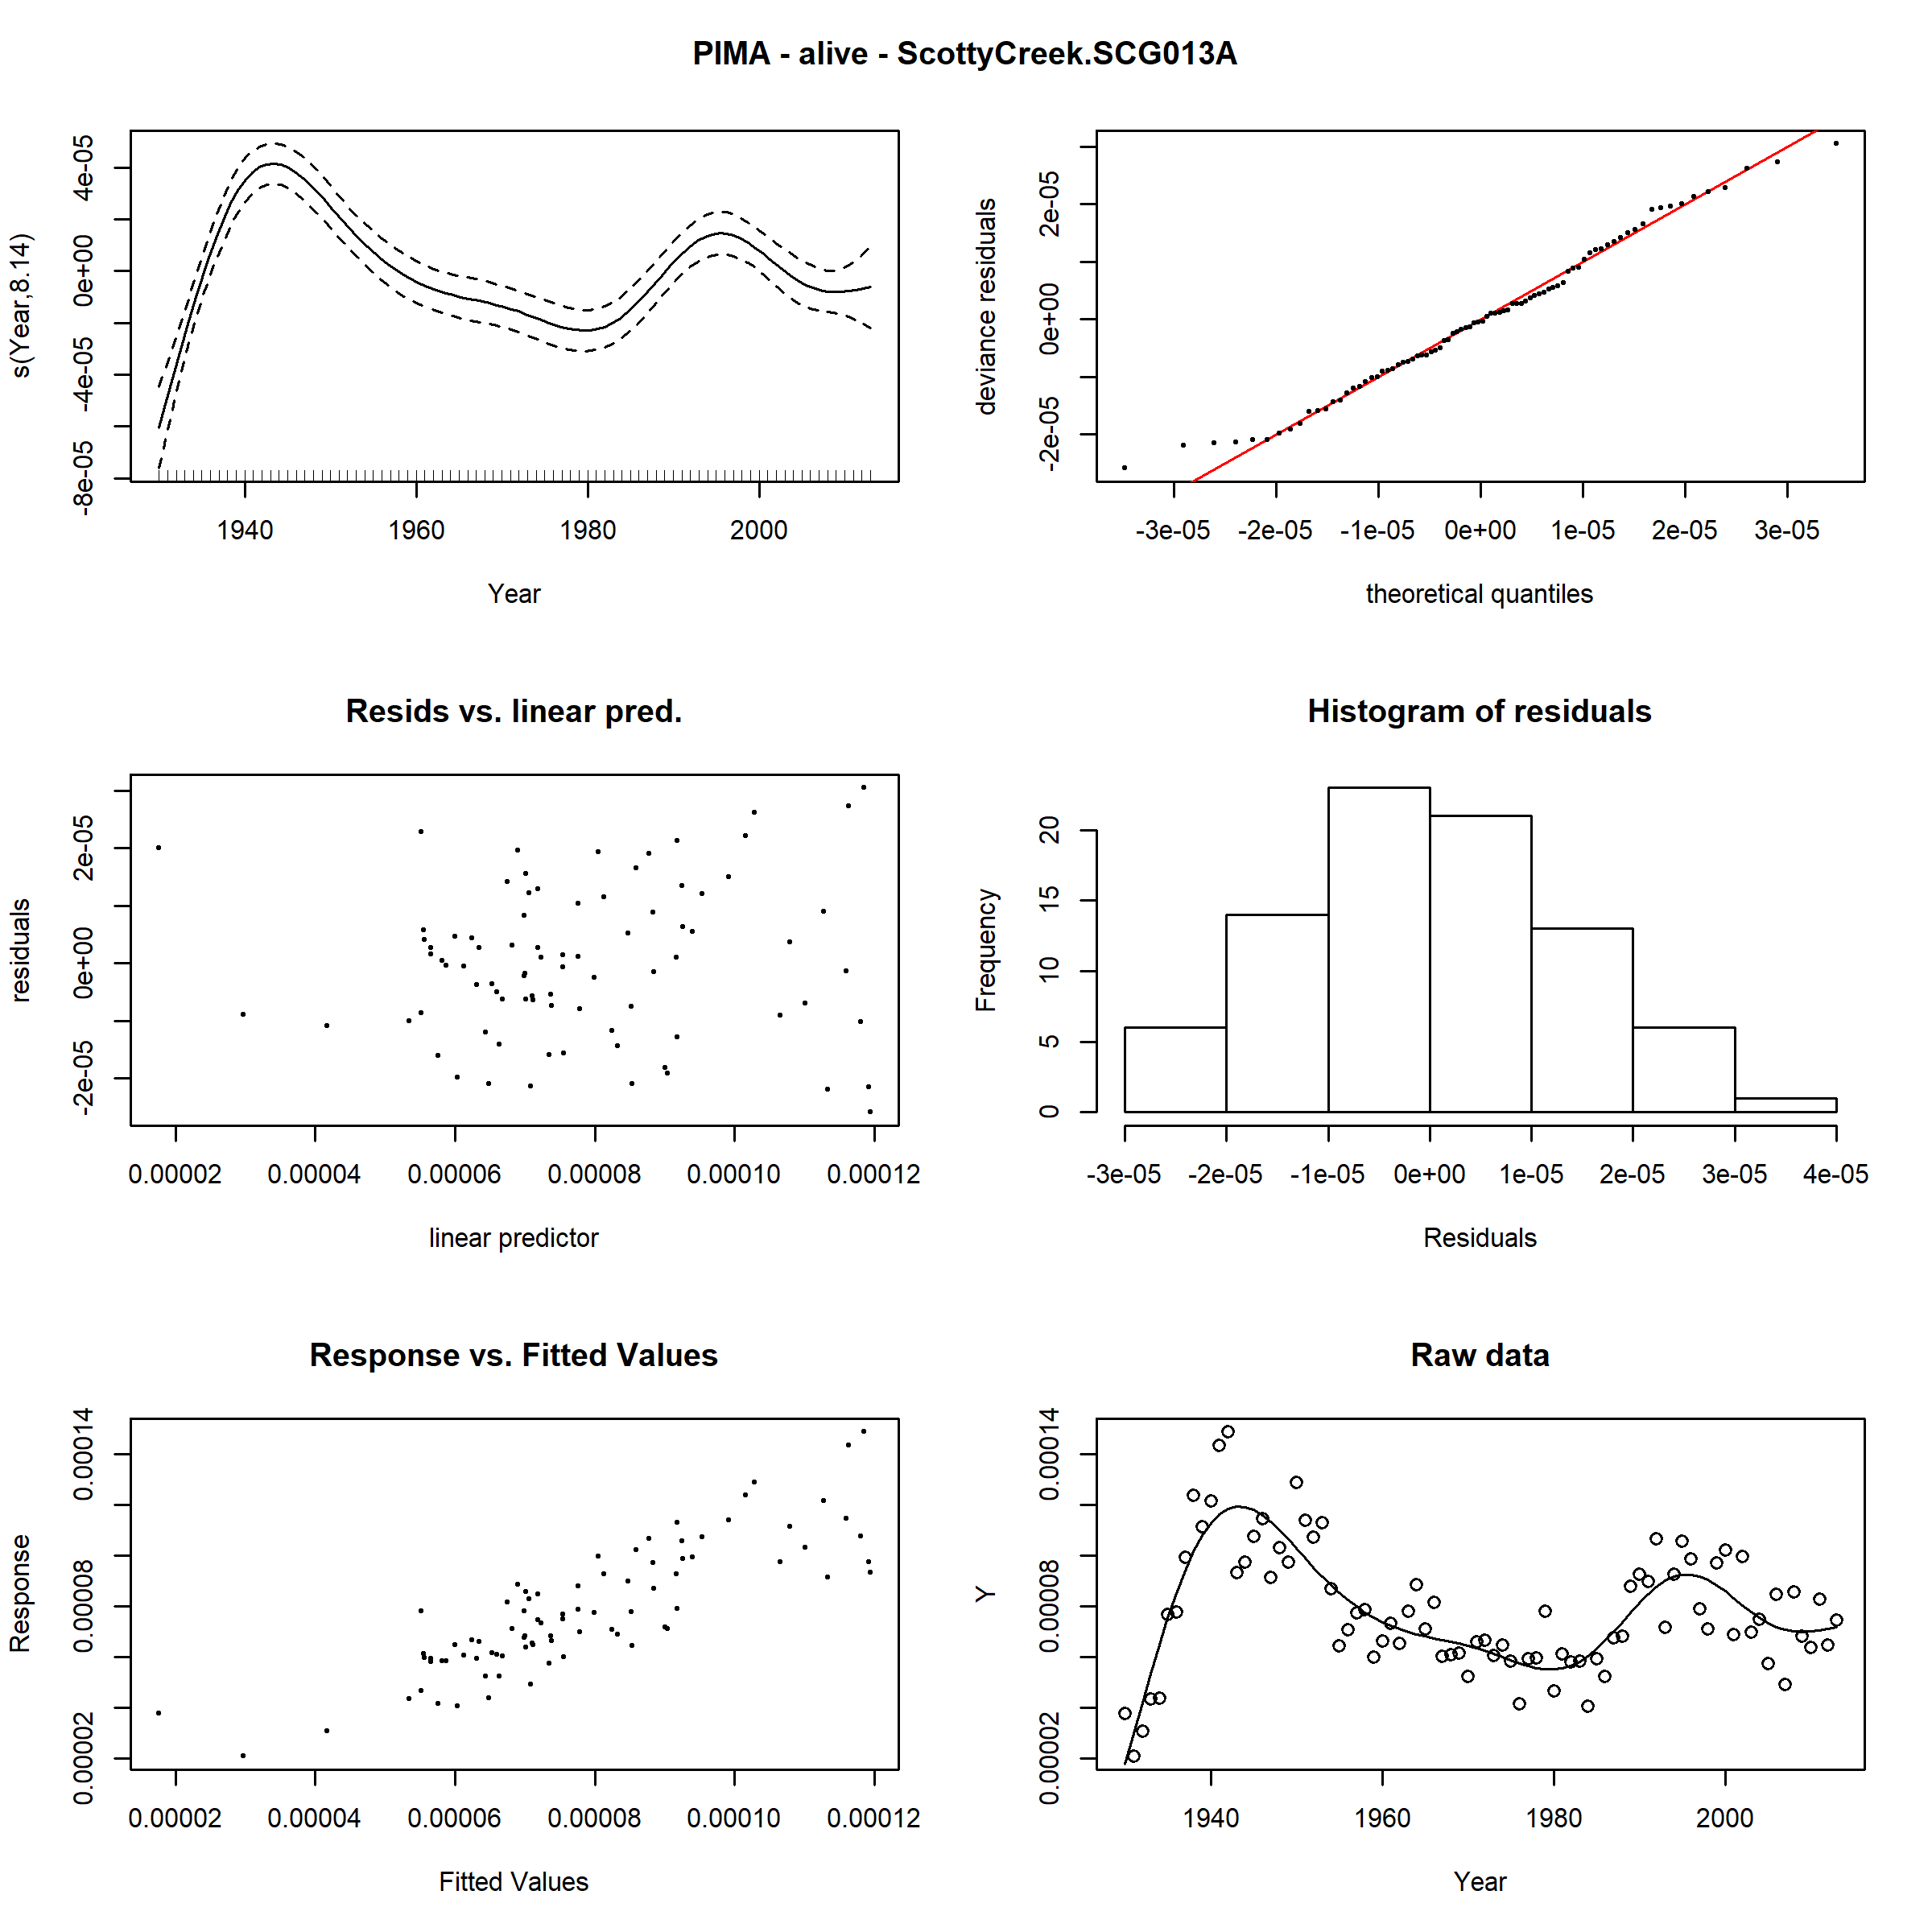 PIMA - alive - ScottyCreek.SCG013A
s(Year,8.14)
-8e-05 -4e-05 0e+00 4e-05
1940 1960 1980 2000
Year
deviance residuals
-2e-05 0e+00 2e-05
-3e-05 -2e-05 -1e-05 0e+00 1e-05 2e-05 3e-05
theoretical quantiles
Resids vs. linear pred.
residuals
-2e-05 0e+00 2e-05
0.00002 0.00004 0.00006 0.00008 0.00010 0.00012
linear predictor
Histogram of residuals
Frequency
0 5 10 15 20
-3e-05 -2e-05 -1e-05 0e+00 1e-05 2e-05 3e-05 4e-05
Residuals
Response vs. Fitted Values
Response
0.00002 0.00008 0.00014
0.00002 0.00004 0.00006 0.00008 0.00010 0.00012
Fitted Values
Raw data
Y
0.00002 0.00008 0.00014
1940 1960 1980 2000
Year